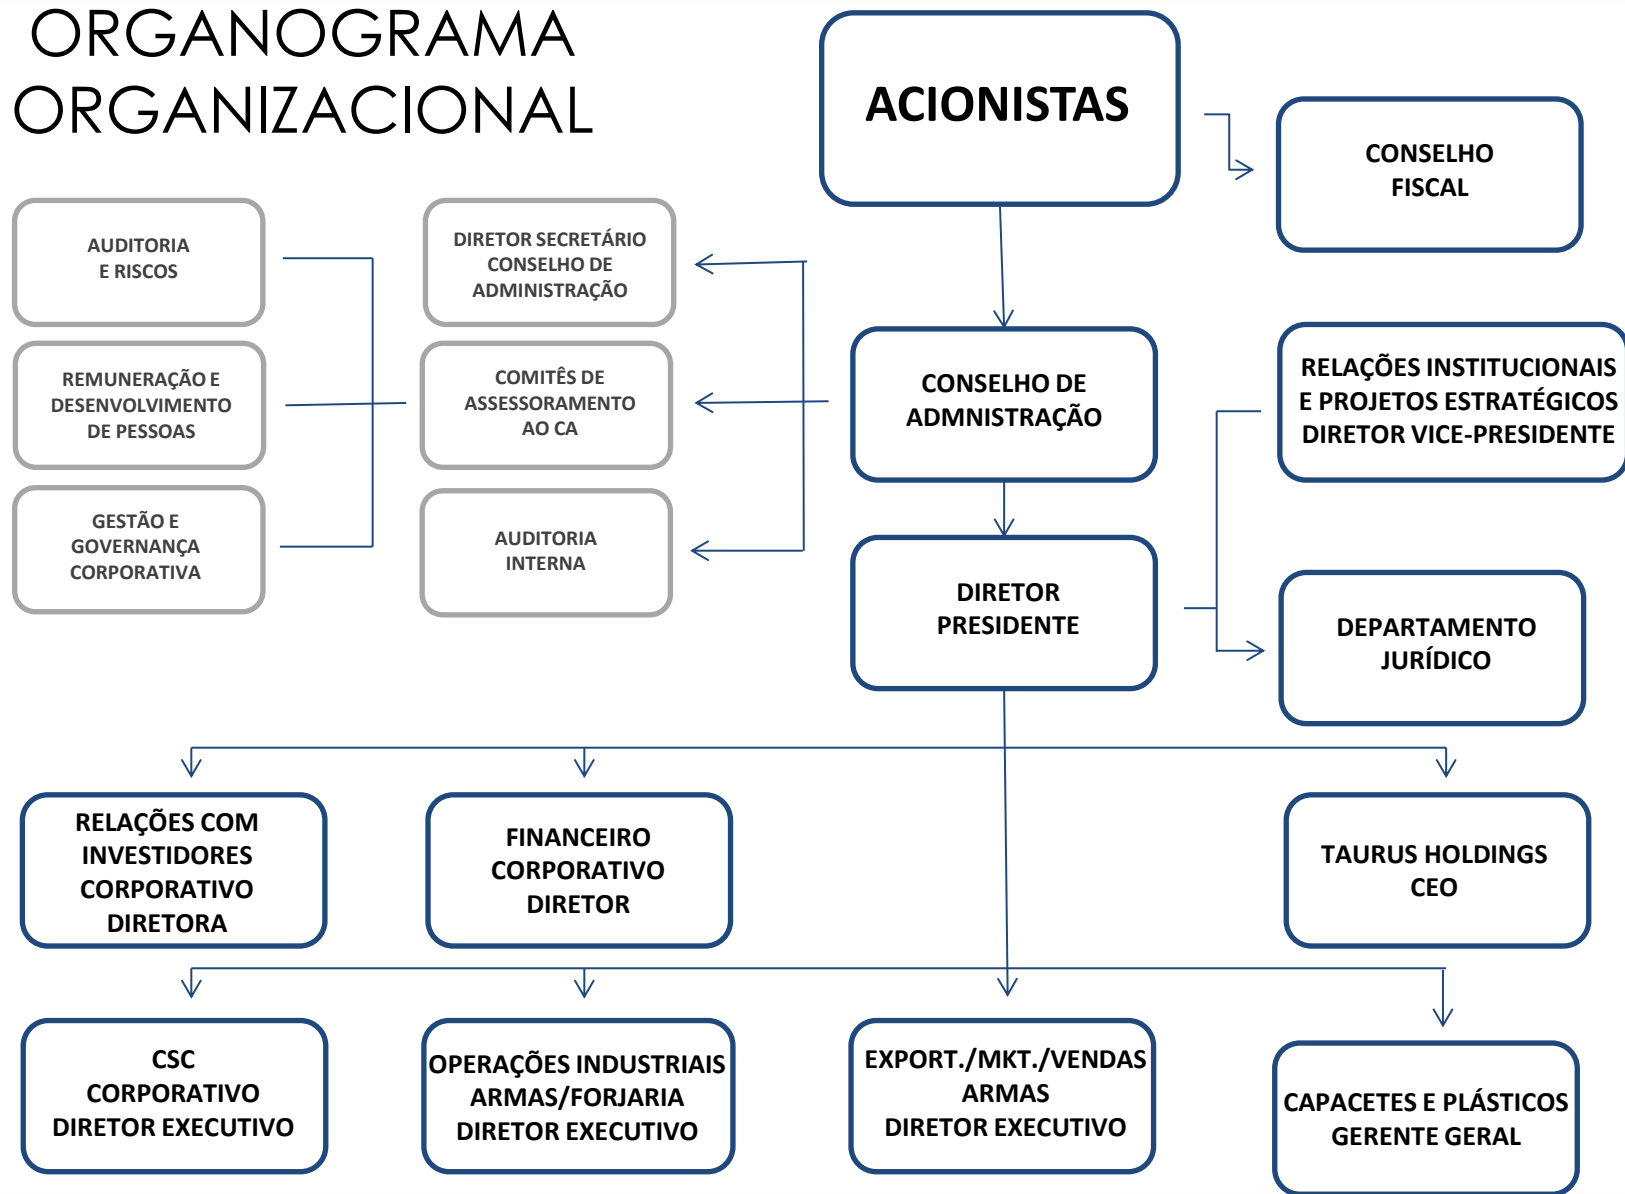 ORGANOGRAMA
ORGANIZACIONAL
ACIONISTAS
CONSELHO
FISCAL
AUDITORIA
E RISCOS
DIRETOR SECRETÁRIO
CONSELHO DE
ADMINISTRAÇÃO
REMUNERAÇÃO E
DESENVOLVIMENTO
DE PESSOAS
COMITÊS DE
ASSESSORAMENTO
AO CA
CONSELHO DE
ADMNISTRAÇÃO
RELAÇÕES INSTITUCIONAIS
E PROJETOS ESTRATÉGICOS
DIRETOR VICE-PRESIDENTE
GESTÃO E
GOVERNANÇA
CORPORATIVA
AUDITORIA
INTERNA
DIRETOR
PRESIDENTE
DEPARTAMENTO
JURÍDICO
RELAÇÕES COM
INVESTIDORES
CORPORATIVO
DIRETORA
FINANCEIRO
CORPORATIVO
DIRETOR
TAURUS HOLDINGS
CEO
CSC
CORPORATIVO
DIRETOR EXECUTIVO
OPERAÇÕES INDUSTRIAIS
ARMAS/FORJARIA
DIRETOR EXECUTIVO
EXPORT./MKT./VENDAS
ARMAS
DIRETOR EXECUTIVO
CAPACETES E PLÁSTICOS
GERENTE GERAL